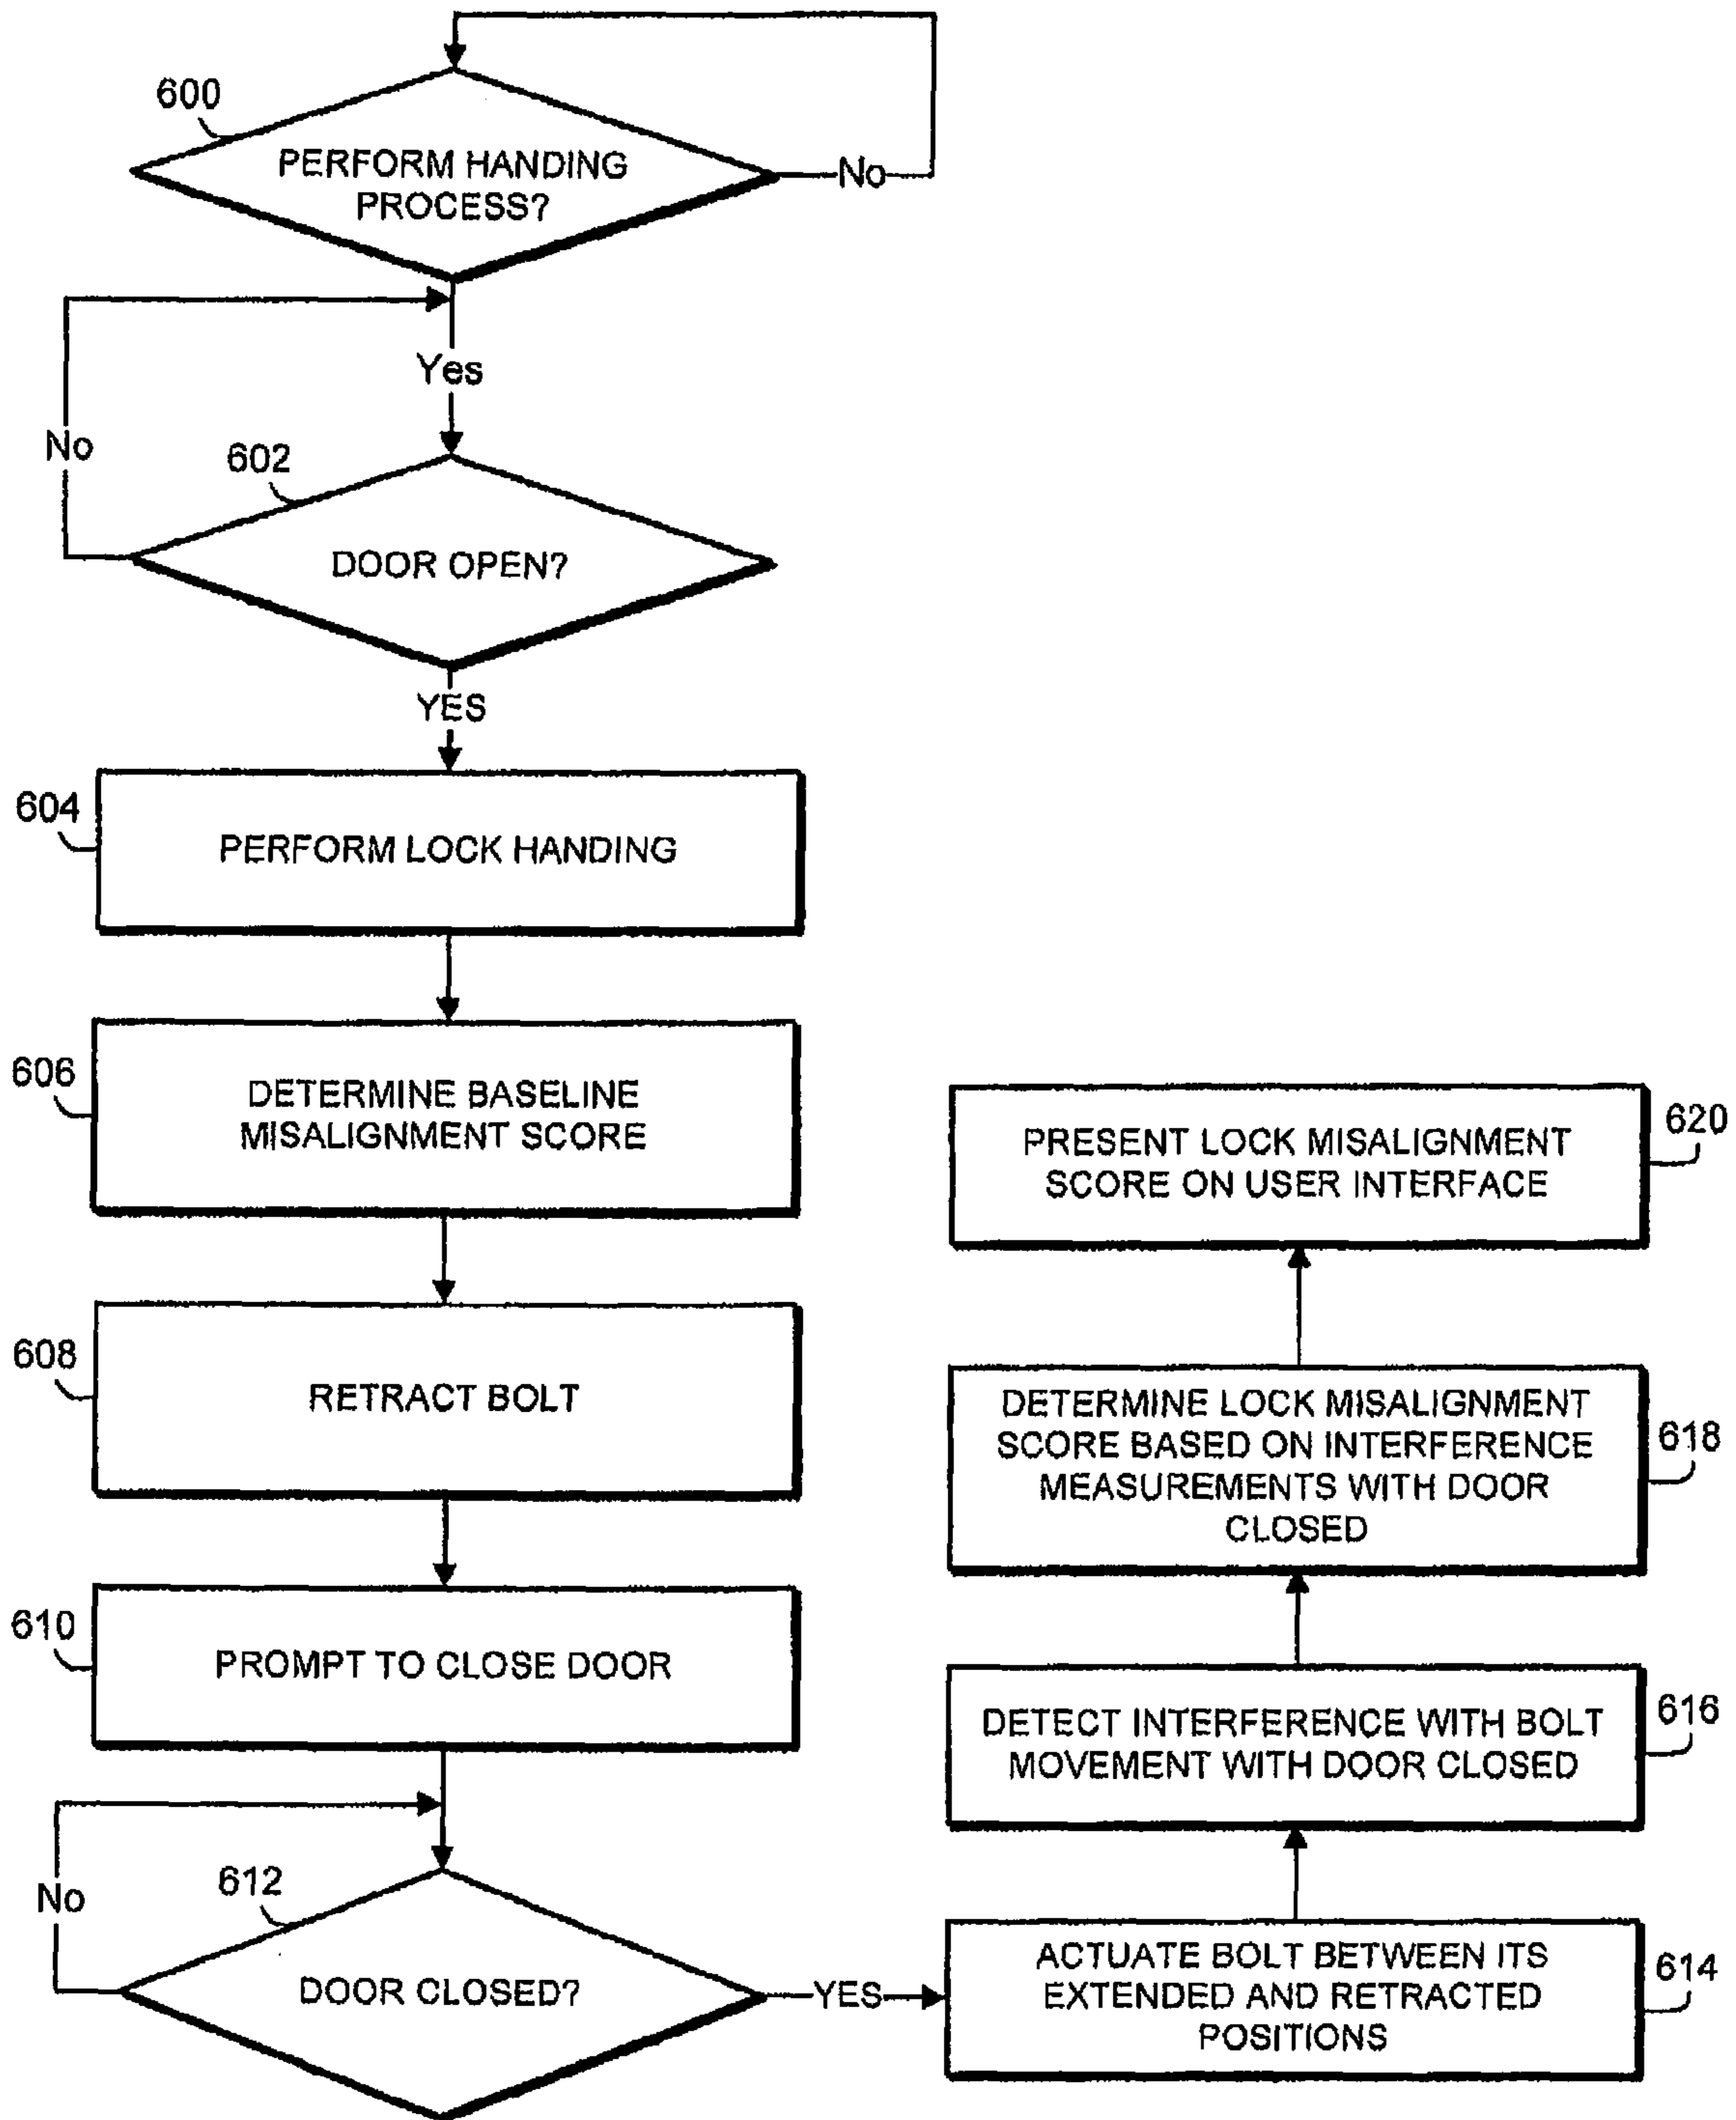 600
PERFORM HANDING
PROCESS?
No
Yes
No
602
DOOR OPEN?
YES
604
PERFORM LOCK HANDING
606
DETERMINE BASELINE
MISALIGNMENT SCORE
608
RETRACT BOLT
610
PROMPT TO CLOSE DOOR
No
612
DOOR CLOSED?
YES
ACTUATE BOLT BETWEEN ITS
EXTENDED AND RETRACTED
POSITIONS
614
DETECT INTERFERENCE WITH BOLT
MOVEMENT WITH DOOR CLOSED
616
DETERMINE LOCK MISALIGNMENT
SCORE BASED ON INTERFERENCE
MEASUREMENTS WITH DOOR
CLOSED
618
PRESENT LOCK MISALIGNMENT
SCORE ON USER INTERFACE
620